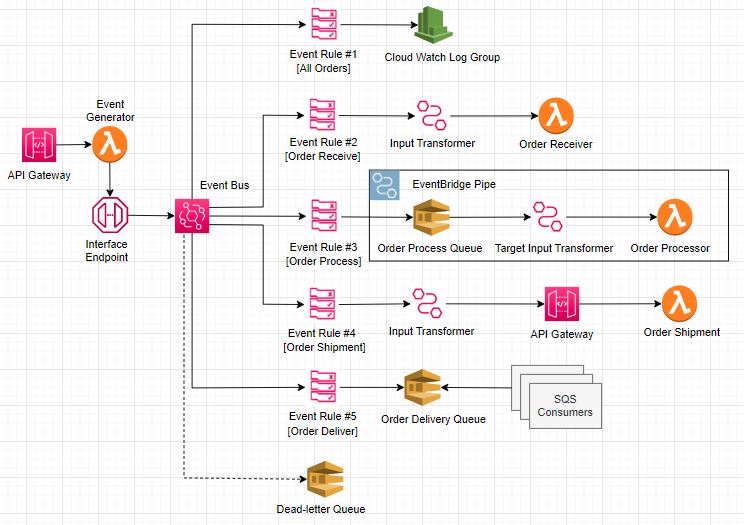 Event Rule #1
[All Orders]
Cloud Watch Log Group
Event
Generator
API Gateway
Event Rule #2
[Order Receive]
Input Transformer
Order Receiver
Interface
Endpoint
Event Bus
EventBridge Pipe
Event Rule #3
[Order Process]
Order Process Queue
Target Input Transformer
Order Processor
Event Rule #4
[Order Shipment]
Input Transformer
API Gateway
Order Shipment
Event Rule #5
[Order Deliver]
Order Delivery Queue
SQS
Consumers
Dead-letter Queue